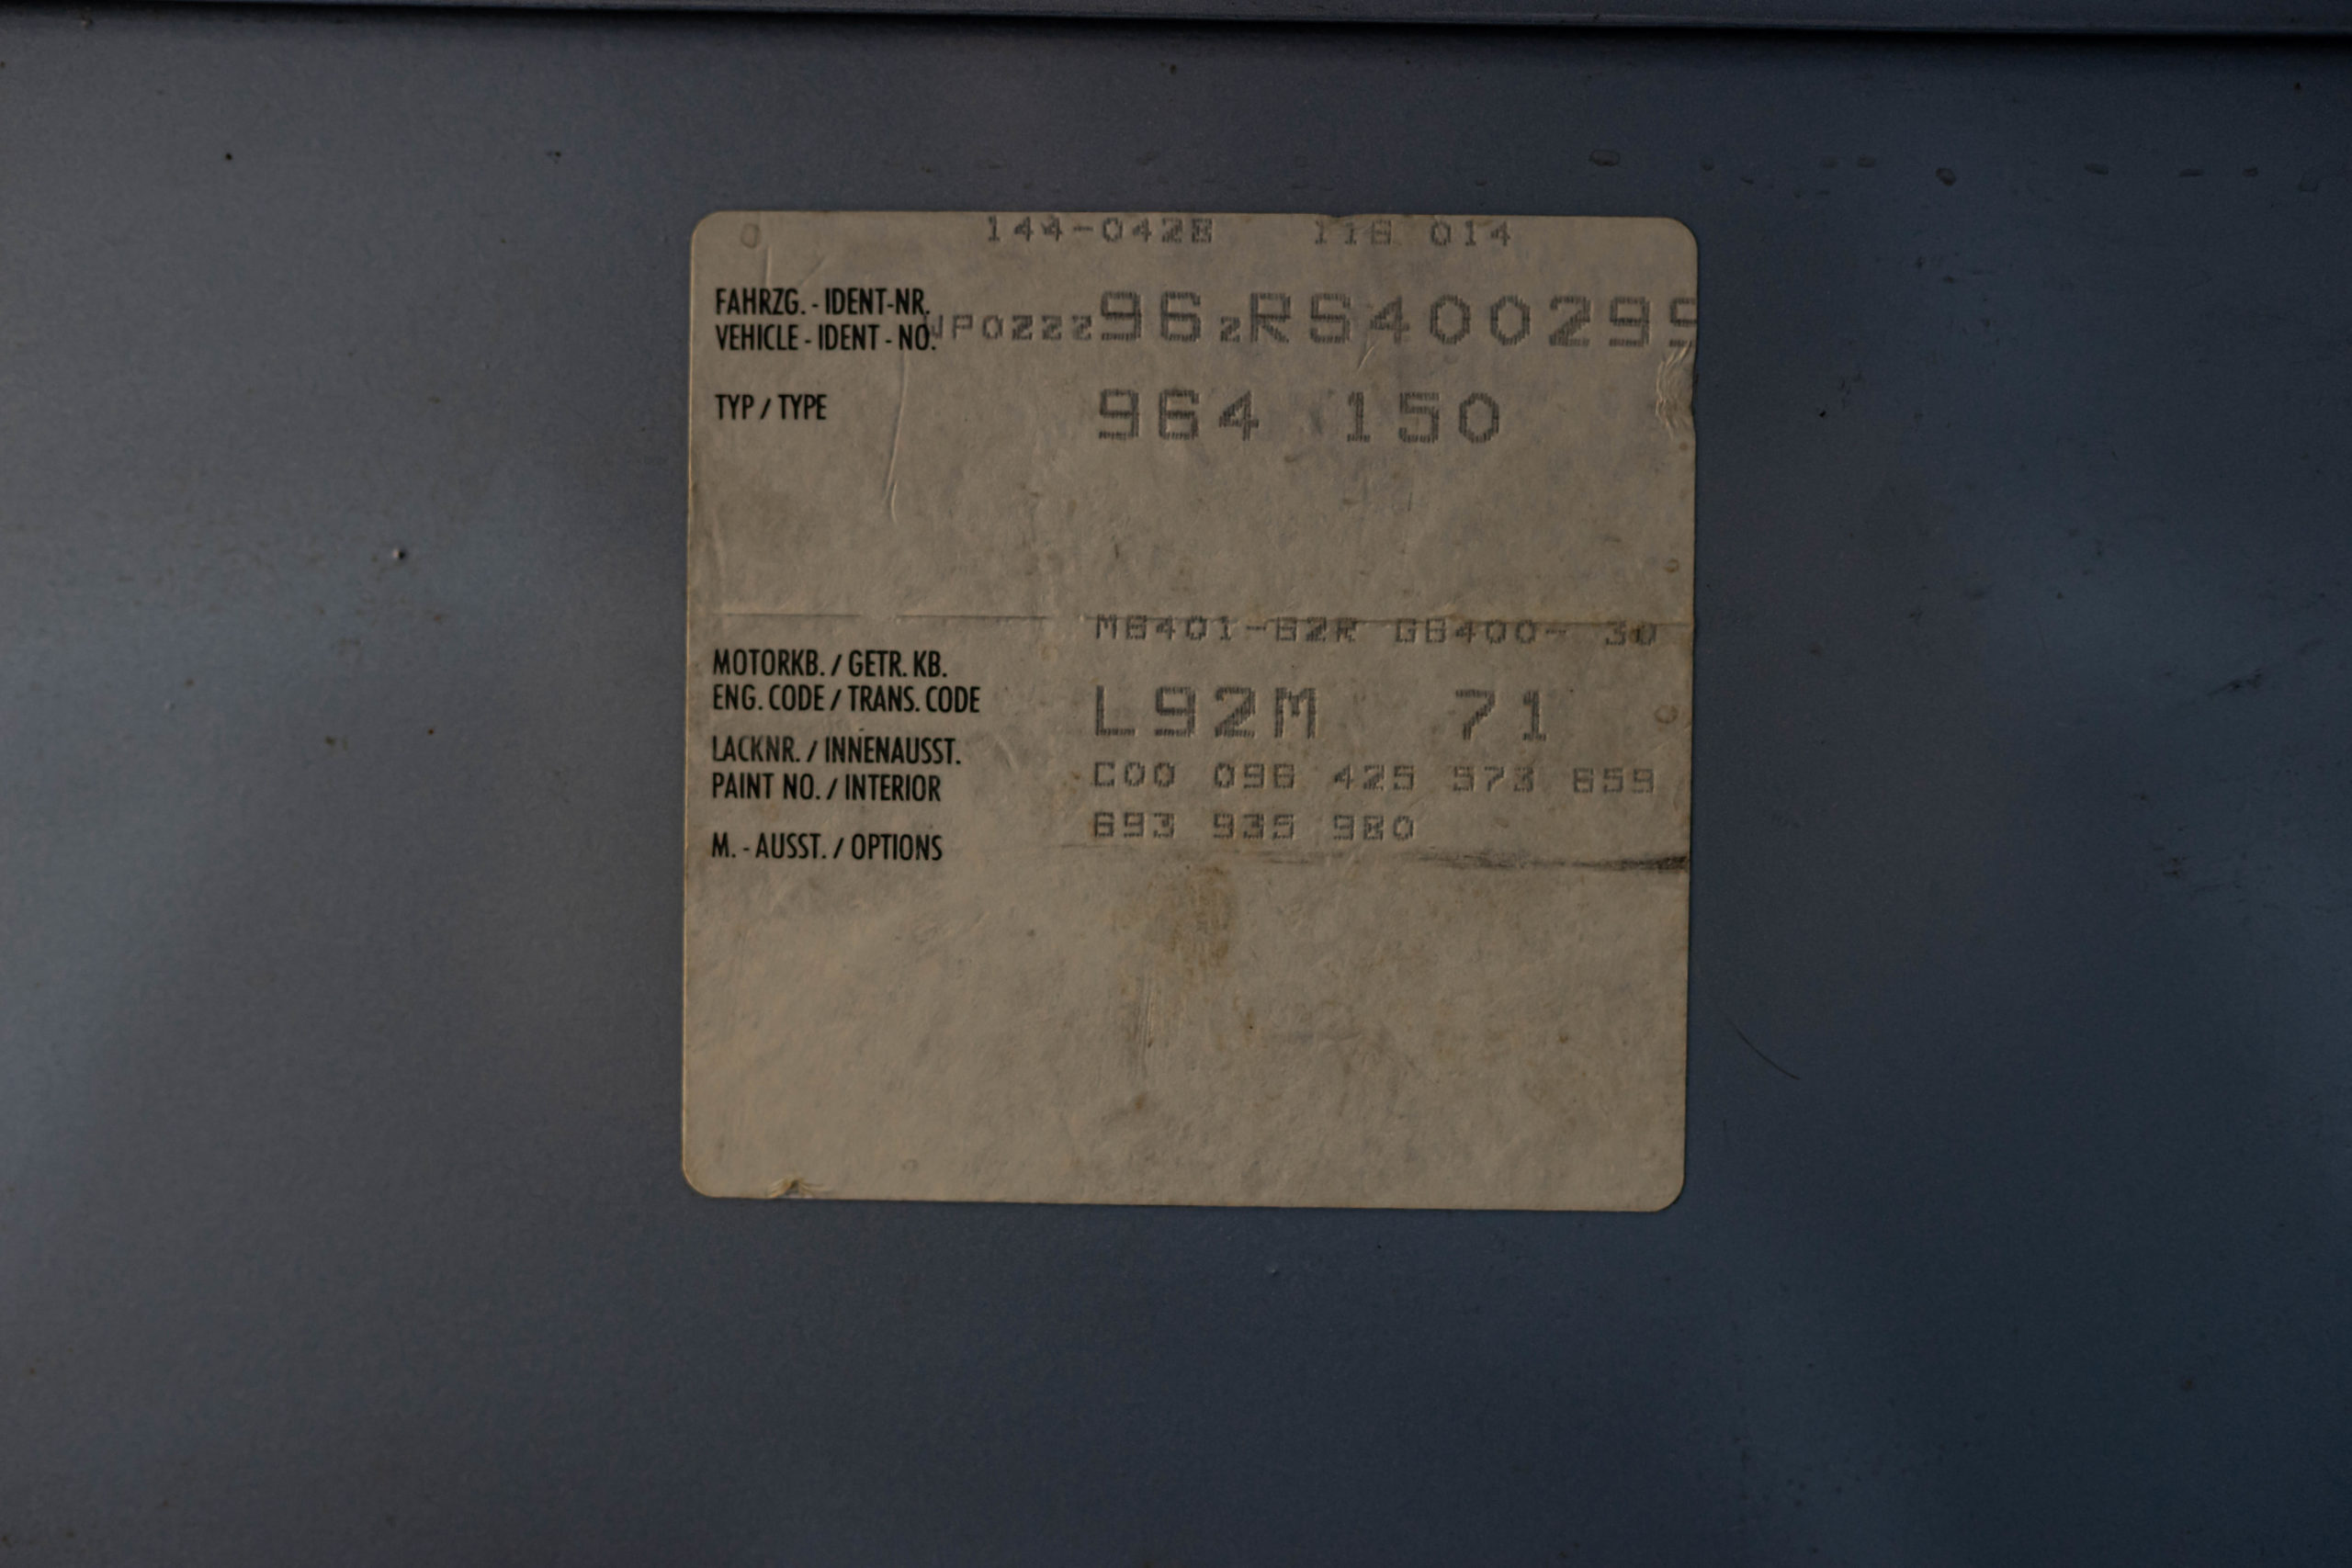 144-0428 118 014
FAHRZG. - IDENT-NR.
VEHICLE - IDENT - NO. WP0ZZZ96ZRS400299
TYP / TYPE 964 150
M6401-62R G6400- 30
MOTORKB. / GETR. KB.
ENG. CODE / TRANS. CODE L92M 71
LACKNR. / INNENAUSST.
PAINT NO. / INTERIOR C00 096 425 573 659
693 935 980
M. - AUSST. / OPTIONS